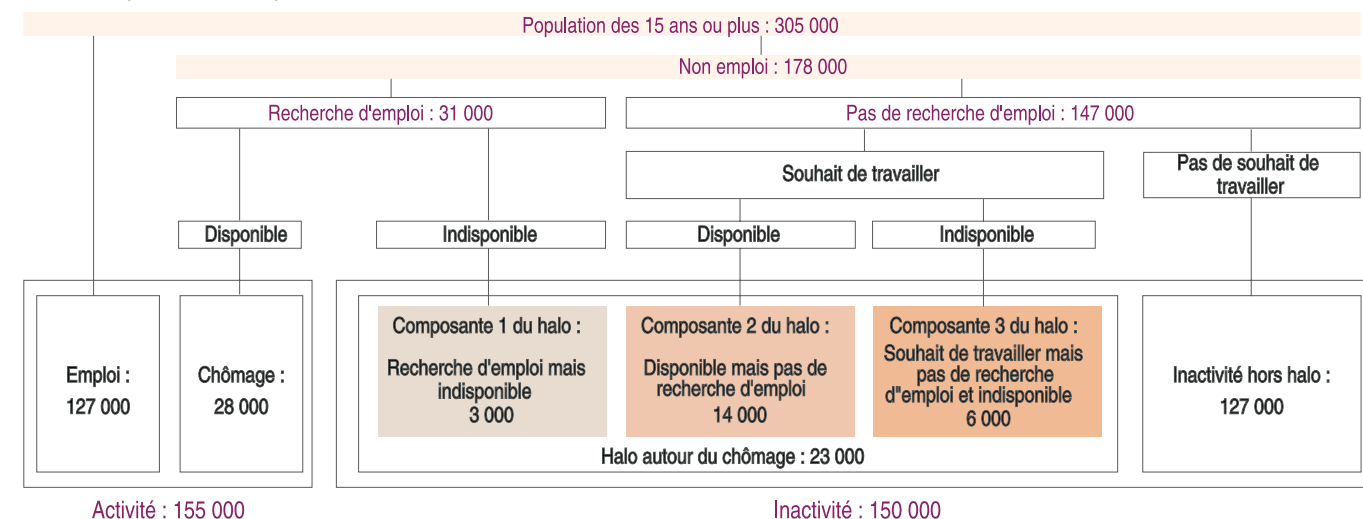 Population des 15 ans ou plus : 305 000
Non emploi : 178 000
Recherche d'emploi : 31 000
Pas de recherche d'emploi : 147 000
Souhait de travailler
Pas de souhait de
travailler
Disponible
Indisponible
Disponible
Indisponible
Emploi :
127 000
Chômage :
28 000
Composante 1 du halo :
Recherche d'emploi mais
indisponible
3 000
Composante 2 du halo :
Disponible mais pas de
recherche d'emploi
14 000
Composante 3 du halo :
Souhait de travailler mais
pas de recherche
d"emploi et indisponible
6 000
Inactivité hors halo :
127 000
Halo autour du chômage : 23 000
Activité : 155 000
Inactivité : 150 000